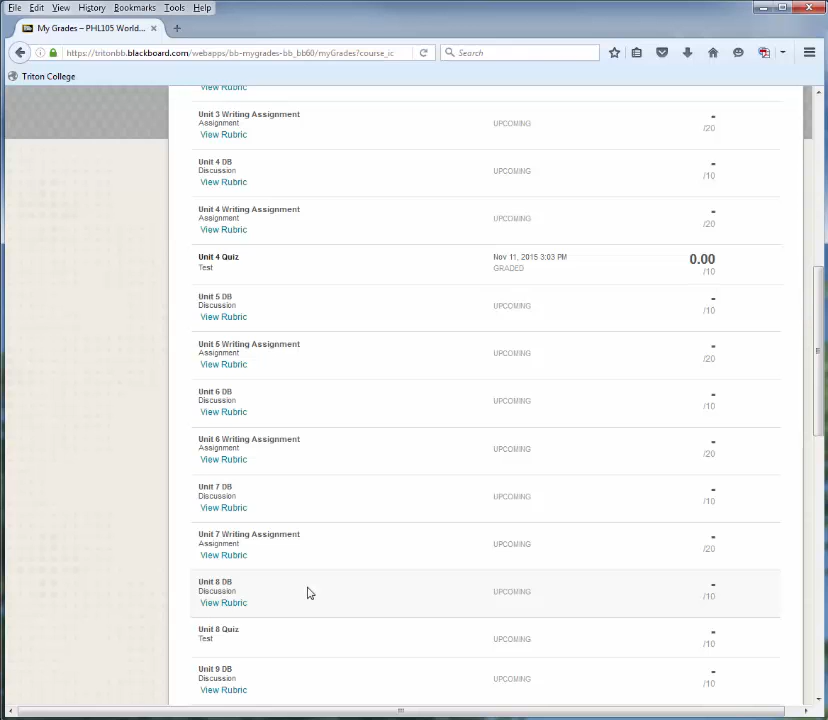 File Edit View History Bookmarks Tools Help
My Grades – PHL105 World...
https://tritonbb.blackboard.com/webapps/bb-mygrades-bb_bb60/myGrades?course_ic
Search
Triton College
View Rubric
Unit 3 Writing Assignment
Assignment
View Rubric
UPCOMING
-
/20
Unit 4 DB
Discussion
View Rubric
UPCOMING
-
/10
Unit 4 Writing Assignment
Assignment
View Rubric
UPCOMING
-
/20
Unit 4 Quiz
Test
Nov 11, 2015 3:03 PM
GRADED
0.00
/10
Unit 5 DB
Discussion
View Rubric
UPCOMING
-
/10
Unit 5 Writing Assignment
Assignment
View Rubric
UPCOMING
-
/20
Unit 6 DB
Discussion
View Rubric
UPCOMING
-
/10
Unit 6 Writing Assignment
Assignment
View Rubric
UPCOMING
-
/20
Unit 7 DB
Discussion
View Rubric
UPCOMING
-
/10
Unit 7 Writing Assignment
Assignment
View Rubric
UPCOMING
-
/20
Unit 8 DB
Discussion
View Rubric
UPCOMING
-
/10
Unit 8 Quiz
Test
UPCOMING
-
/10
Unit 9 DB
Discussion
View Rubric
UPCOMING
-
/10